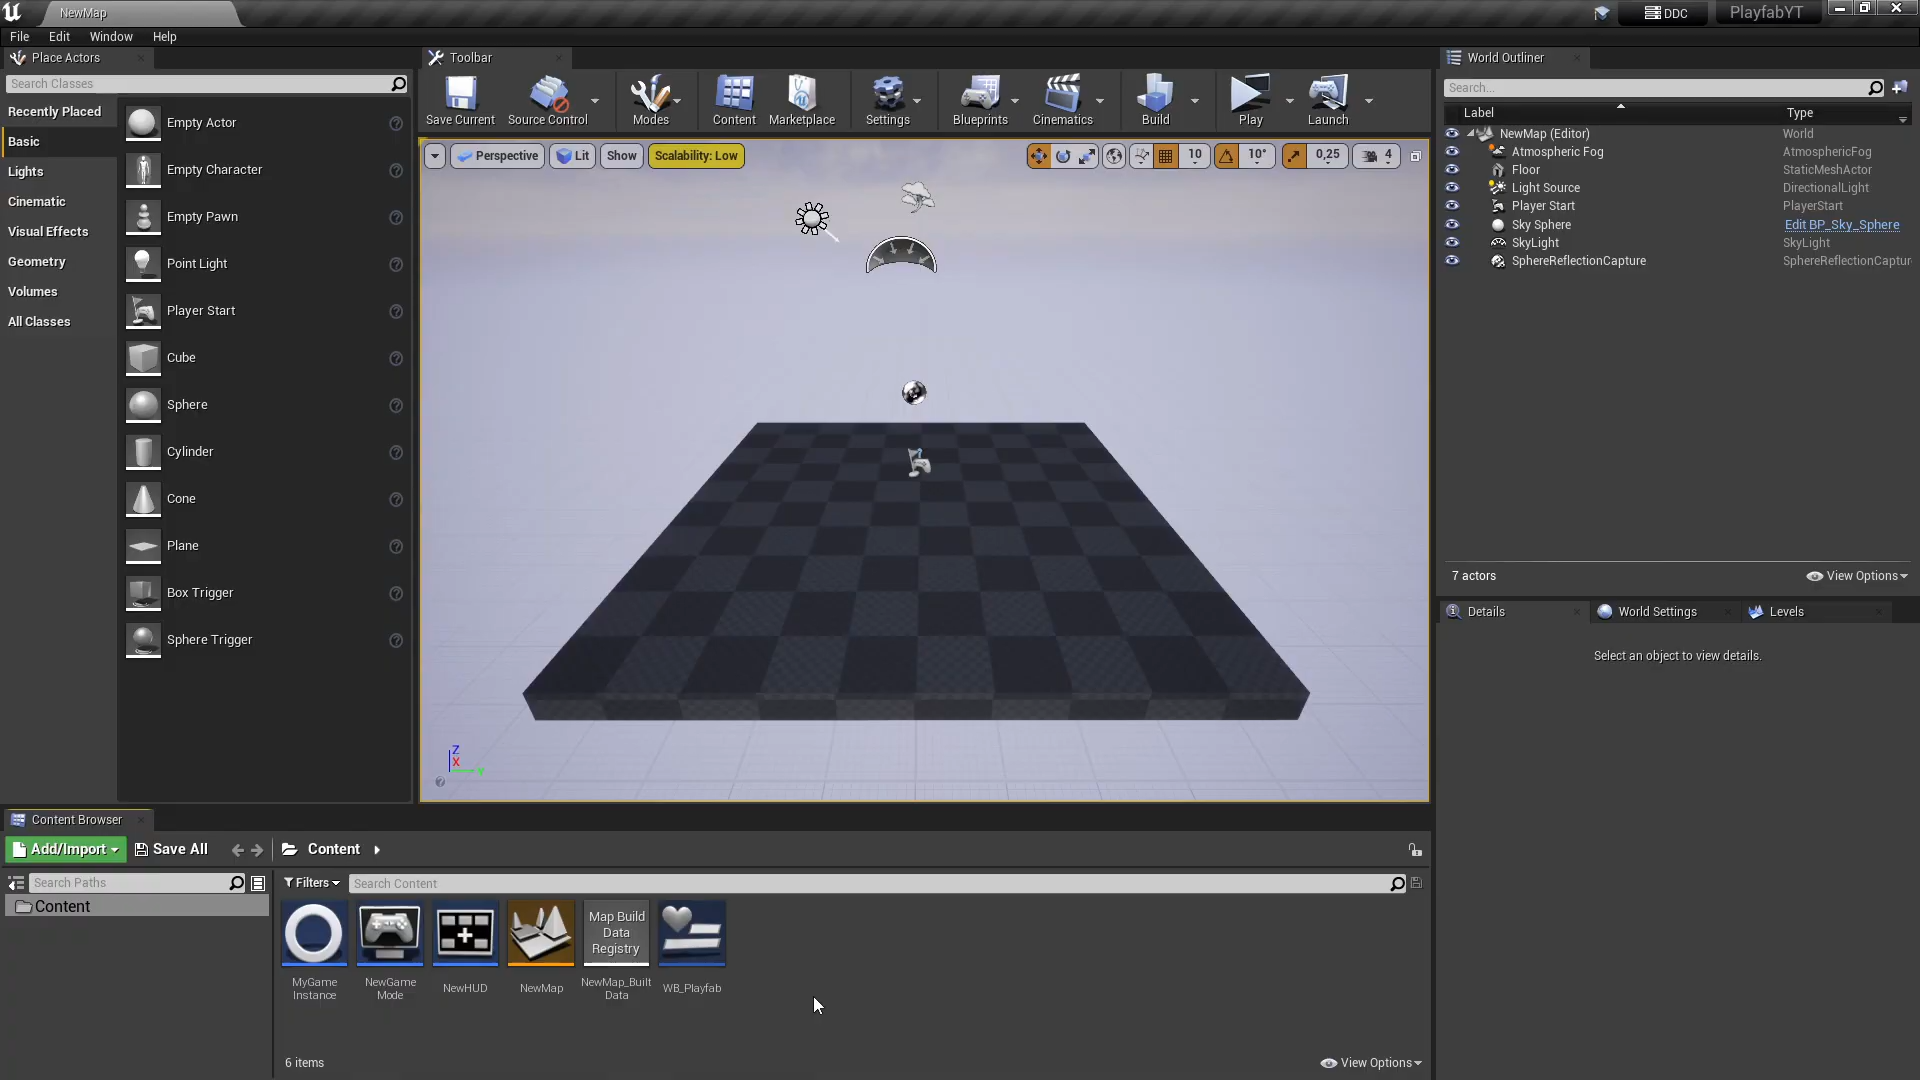 NewMap
DDC
PlayfabYT
File Edit Window Help
Place Actors
Search Classes
Recently Placed
Basic
Lights
Cinematic
Visual Effects
Geometry
Volumes
All Classes
Empty Actor
Empty Character
Empty Pawn
Point Light
Player Start
Cube
Sphere
Cylinder
Cone
Plane
Box Trigger
Sphere Trigger
Toolbar
Save Current Source Control Modes Content Marketplace Settings Blueprints Cinematics Build Play Launch
Perspective Lit Show Scalability: Low 10 10° 0,25 4
Z
X
Y
World Outliner
Search...
Label Type
NewMap (Editor) World
Atmospheric Fog AtmosphericFog
Floor StaticMeshActor
Light Source DirectionalLight
Player Start PlayerStart
Sky Sphere Edit BP_Sky_Sphere
SkyLight SkyLight
SphereReflectionCapture SphereReflectionCaptur
7 actors View Options
Details World Settings Levels
Select an object to view details.
Content Browser
Add/Import Save All Content
Search Paths
Content
Filters Search Content
Map Build
Data
Registry
MyGame
Instance
NewGame
Mode
NewHUD
NewMap
NewMap_Built
Data
WB_Playfab
6 items View Options